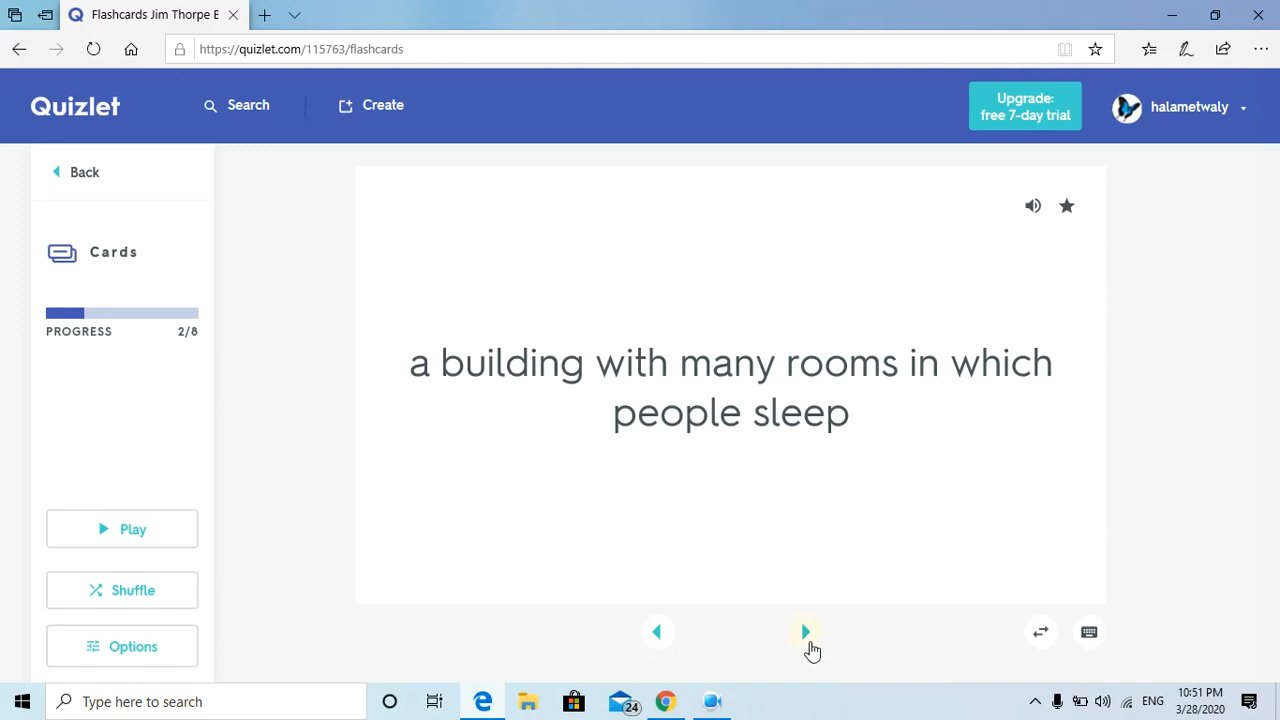 Flashcards Jim Thorpe E
https://quizlet.com/115763/flashcards
Quizlet
Search
Create
Upgrade:
free 7-day trial
halametwaly
Back
Cards
PROGRESS 2/8
a building with many rooms in which
people sleep
Play
Shuffle
Options
Type here to search
24
ENG
10:51 PM
3/28/2020